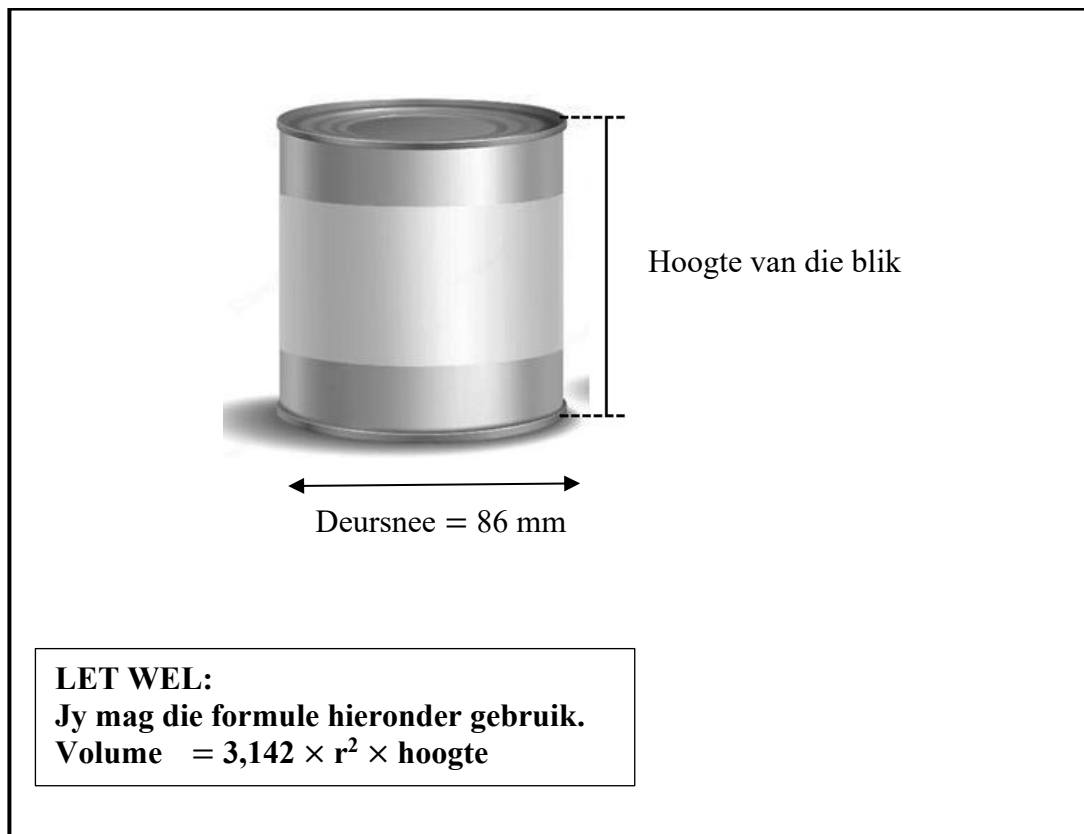 Hoogte van die blik
Deursnee = 86 mm
LET WEL:
Jy mag die formule hieronder gebruik.
Volume = 3,142 × r² × hoogte